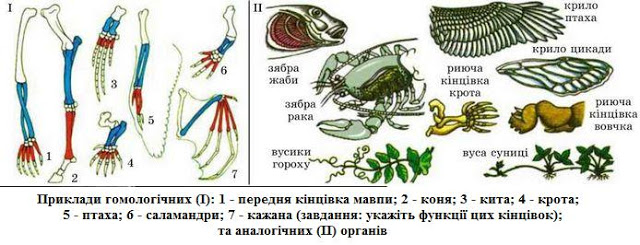 I
1
2
3
4
5
6
7
II
зябра
жаби
зябра
рака
вусики
гороху
крило
птаха
крило цикади
риюча
кінцівка
крота
риюча
кінцівка
вовчка
вуса суниці
Приклади гомологічних (I): 1 - передня кінцівка мавпи; 2 - коня; 3 - кита; 4 - крота;
5 - птаха; 6 - саламандри; 7 - кажана (завдання: укажіть функції цих кінцівок);
та аналогічних (II) органів